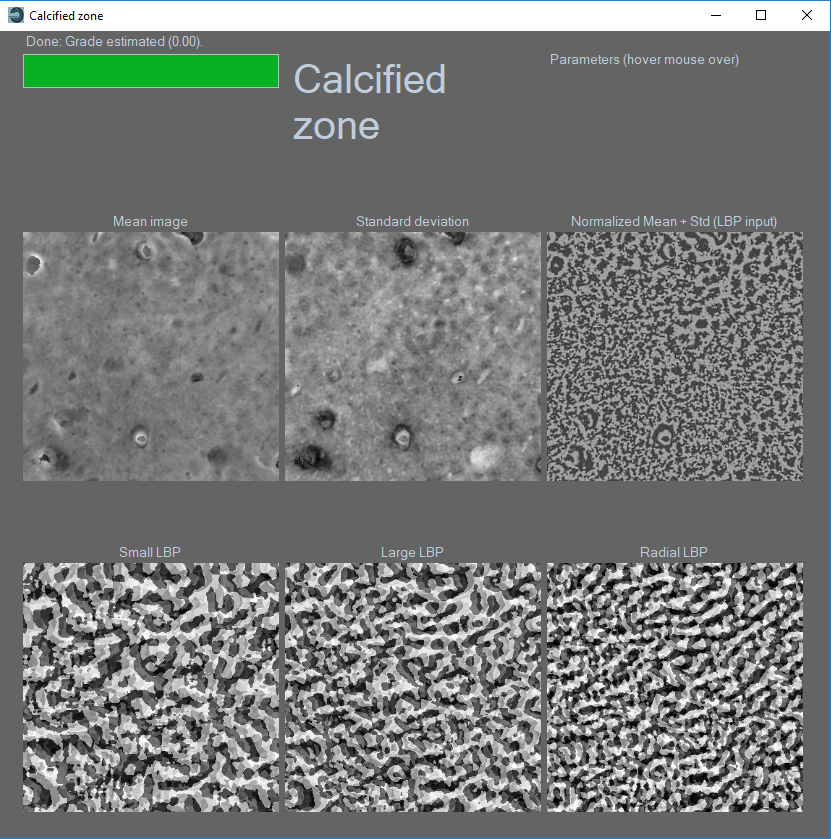 Calcified zone
Done: Grade estimated (0.00).
Calcified
zone
Parameters (hover mouse over)
Mean image
Standard deviation
Normalized Mean + Std (LBP input)
Small LBP
Large LBP
Radial LBP